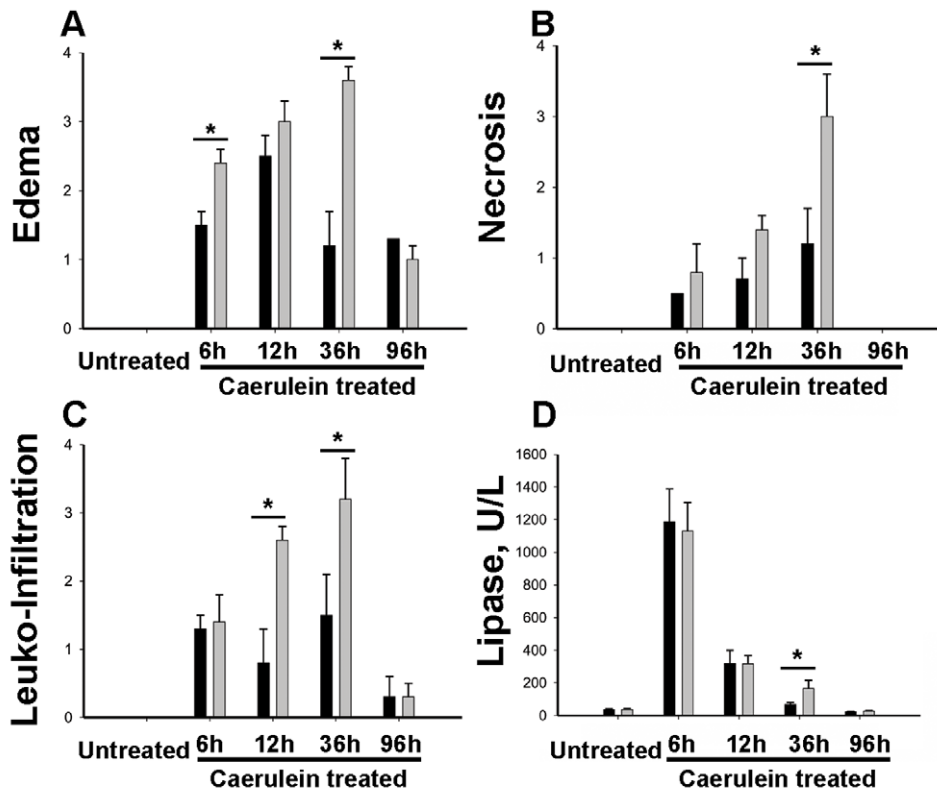 A
Edema
4
3
2
1
0
*
*
Untreated 6h 12h 36h 96h
Caerulein treated
B
Necrosis
4
3
2
1
0
*
Untreated 6h 12h 36h 96h
Caerulein treated
C
Leuko-Infiltration
4
3
2
1
0
*
*
Untreated 6h 12h 36h 96h
Caerulein treated
D
Lipase, U/L
1600
1400
1200
1000
800
600
400
200
0
*
Untreated 6h 12h 36h 96h
Caerulein treated